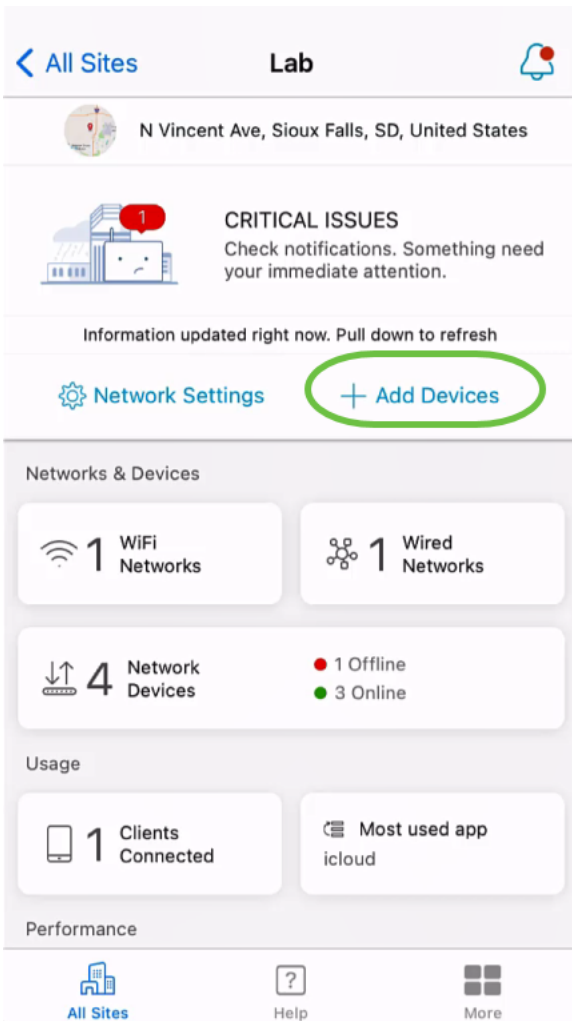 All Sites
Lab
N Vincent Ave, Sioux Falls, SD, United States
1
CRITICAL ISSUES
Check notifications. Something need
your immediate attention.
Information updated right now. Pull down to refresh
Network Settings
Add Devices
Networks & Devices
1 WiFi
Networks
1 Wired
Networks
4 Network
Devices
1 Offline
3 Online
Usage
1 Clients
Connected
Most used app
icloud
Performance
?
All Sites
Help
More